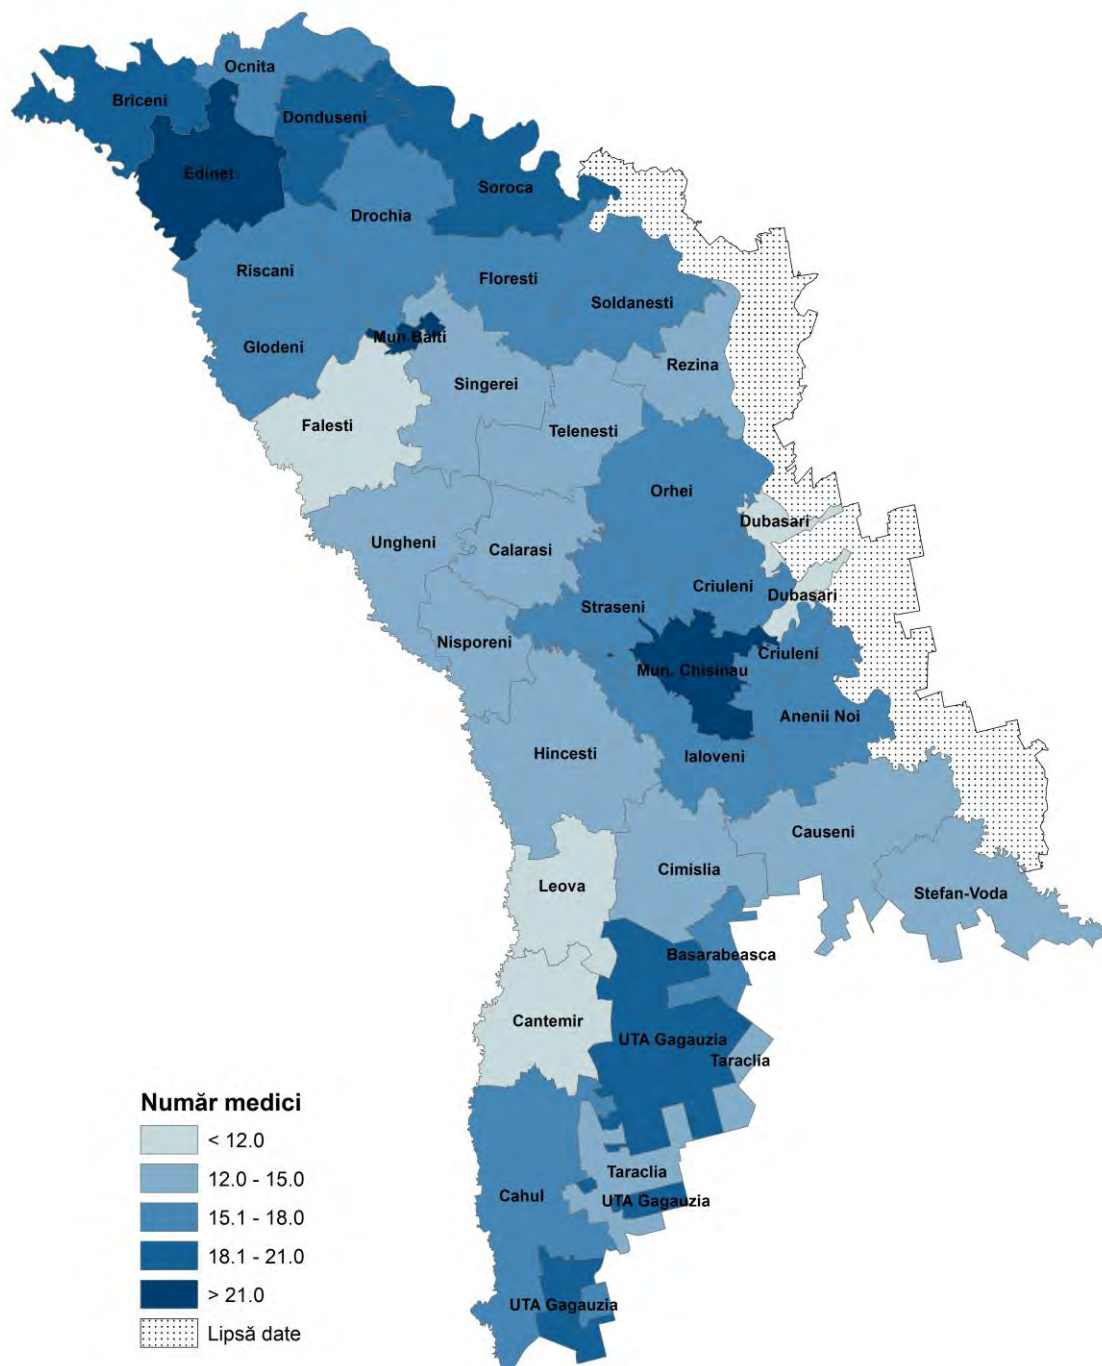 Ocnita
Briceni
Donduseni
Edineț
Soroca
Drochia
Riscani
Floresti
Soldanesti
Mun.Balti
Glodeni
Rezina
Singerei
Falesti
Telenesti
Orhei
Dubasari
Ungheni
Calarasi
Criuleni
Dubasari
Straseni
Nisporeni
Criuleni
Mun. Chisinau
Anenii Noi
Hincesti
Ialoveni
Causeni
Cimislia
Leova
Stefan-Voda
Basarabeasca
Cantemir
UTA Gagauzia
Taraclia
Taraclia
Cahul
UTA Gagauzia
UTA Gagauzia
Număr medici
< 12.0
12.0 - 15.0
15.1 - 18.0
18.1 - 21.0
> 21.0
Lipsă date